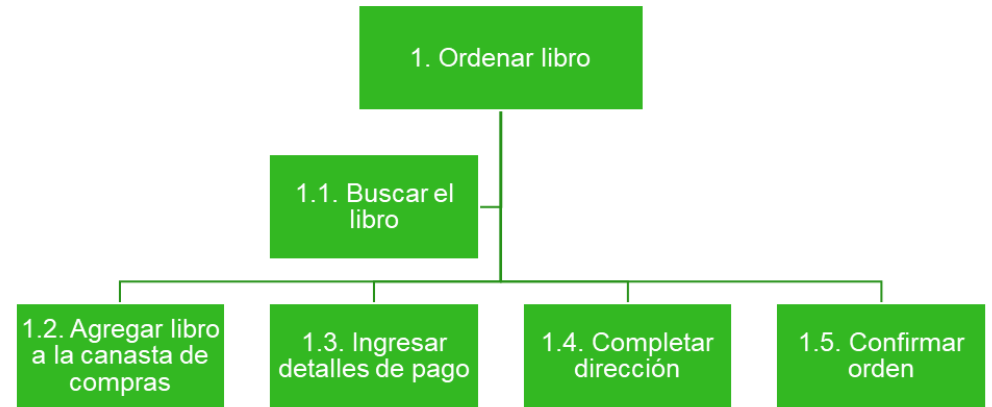 1. Ordenar libro
1.1. Buscar el
libro
1.2. Agregar libro
a la canasta de
compras
1.3. Ingresar
detalles de pago
1.4. Completar
dirección
1.5. Confirmar
orden